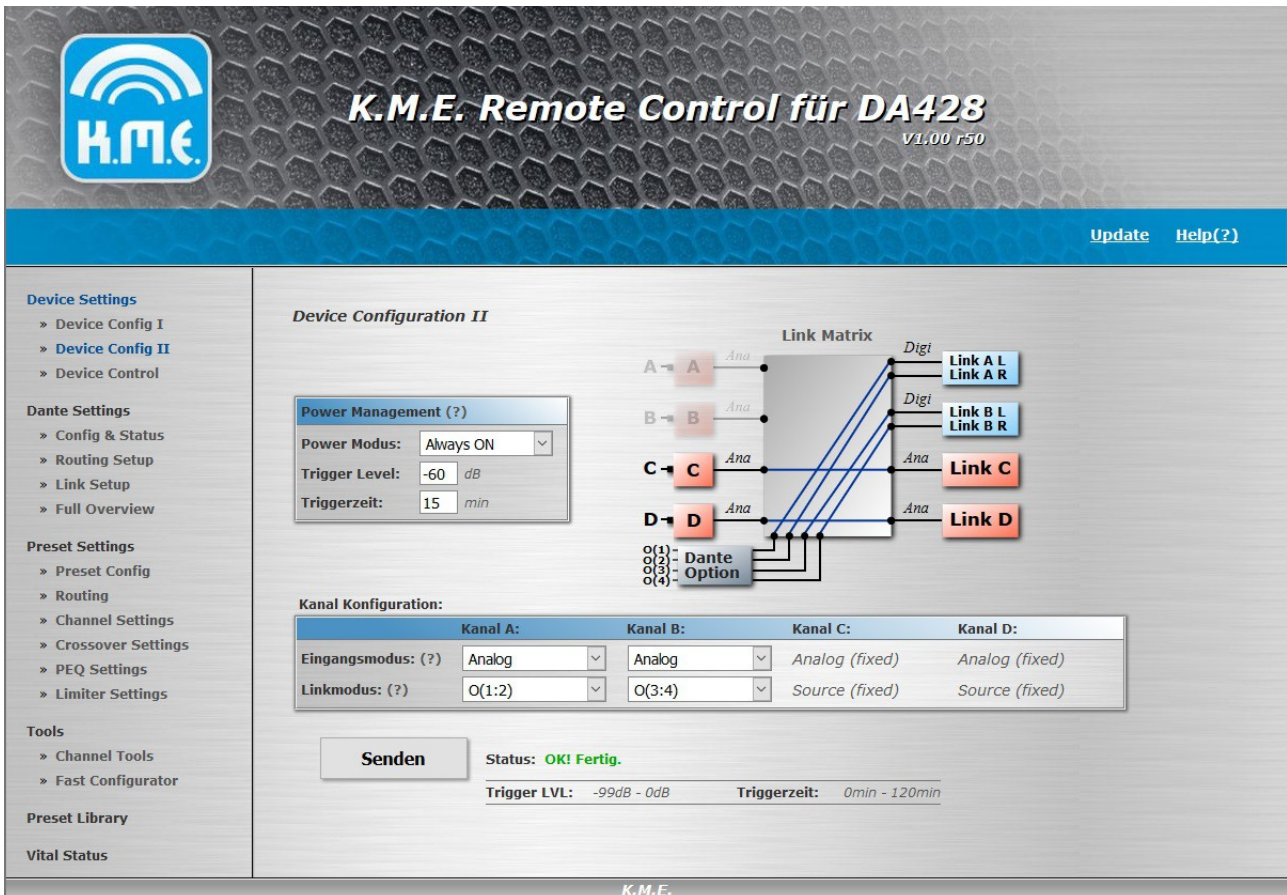 K.M.E.
K.M.E. Remote Control für DA428
V1.00 r50
Update Help(?)
Device Settings
» Device Config I
» Device Config II
» Device Control
Dante Settings
» Config & Status
» Routing Setup
» Link Setup
» Full Overview
Preset Settings
» Preset Config
» Routing
» Channel Settings
» Crossover Settings
» PEQ Settings
» Limiter Settings
Tools
» Channel Tools
» Fast Configurator
Preset Library
Vital Status
Device Configuration II
Power Management (?)
Power Modus: Always ON
Trigger Level: -60 dB
Triggerzeit: 15 min
Link Matrix
A A Ana Digi Link A L
Link A R
B B Ana Digi Link B L
Link B R
C C Ana Ana Link C
D D Ana Ana Link D
O(1)
O(2)
O(3)
O(4)
Dante
Option
Kanal Konfiguration:
Kanal A: Kanal B: Kanal C: Kanal D:
Eingangsmodus: (?) Analog Analog Analog (fixed) Analog (fixed)
Linkmodus: (?) O(1:2) O(3:4) Source (fixed) Source (fixed)
Senden
Status: OK! Fertig.
Trigger LVL: -99dB - 0dB Triggerzeit: 0min - 120min
K.M.E.